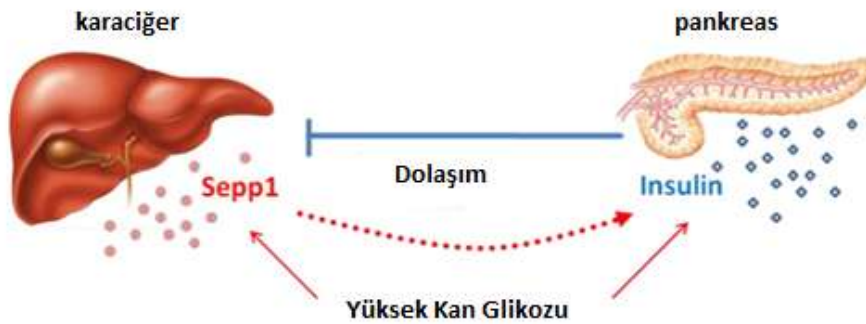 karaciğer
pankreas
Dolaşım
Sepp1
Insulin
Yüksek Kan Glikozu